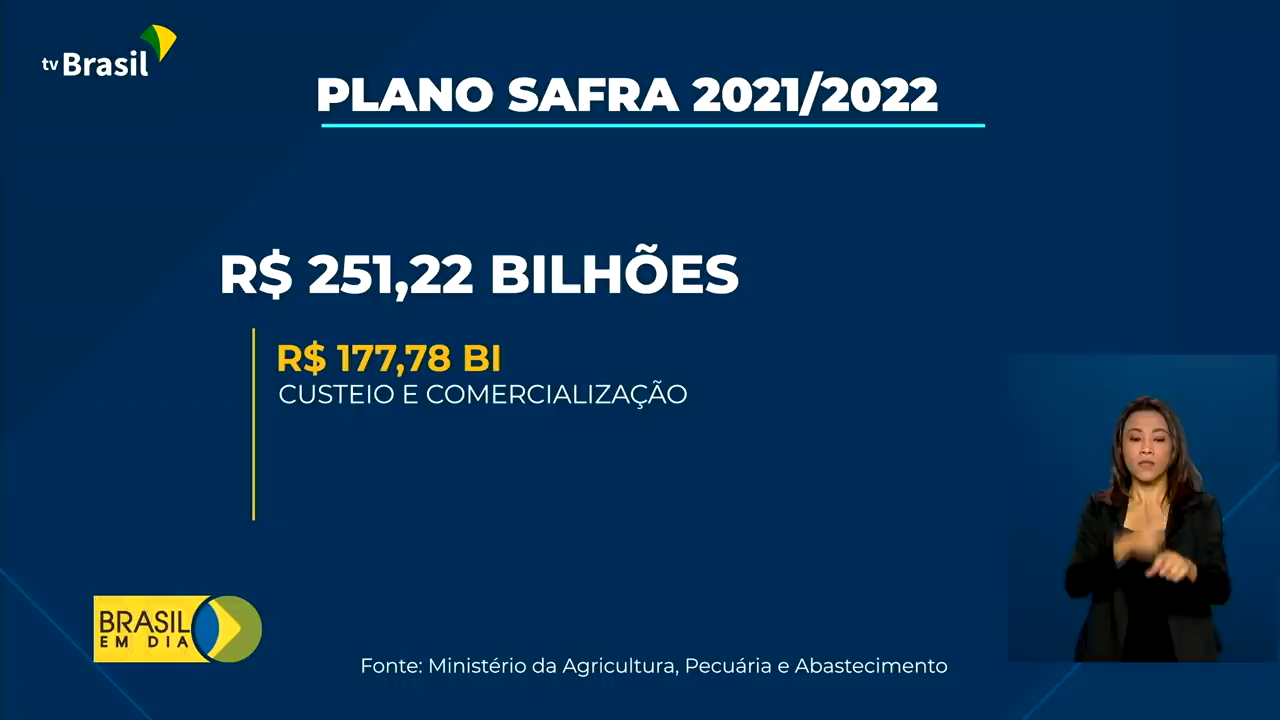 tv Brasil
PLANO SAFRA 2021/2022
R$ 251,22 BILHÕES
R$ 177,78 BI
CUSTEIO E COMERCIALIZAÇÃO
BRASIL
EM DIA
Fonte: Ministério da Agricultura, Pecuária e Abastecimento